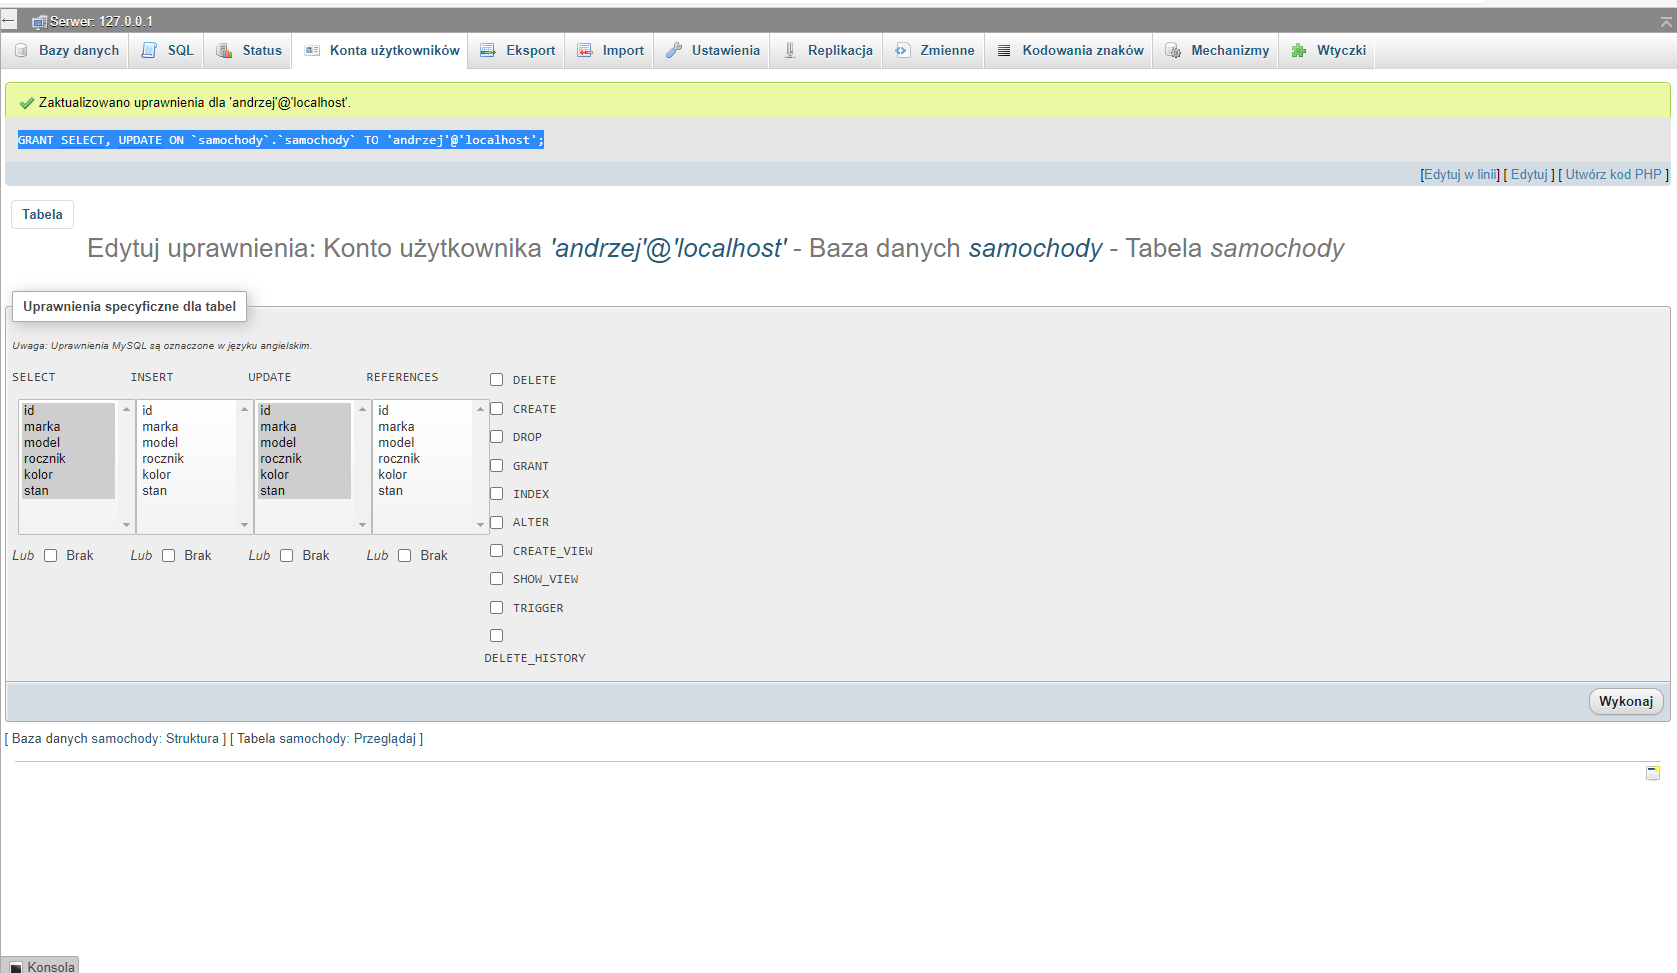 Serwer: 127.0.0.1
Bazy danych SQL Status Konta użytkowników Eksport Import Ustawienia Replikacja Zmienne Kodowania znaków Mechanizmy Wtyczki
Zaktualizowano uprawnienia dla 'andrzej'@'localhost'.
GRANT SELECT, UPDATE ON `samochody`.`samochody` TO 'andrzej'@'localhost';
[Edytuj w linii] [ Edytuj ] [ Utwórz kod PHP ]
Tabela
Edytuj uprawnienia: Konto użytkownika 'andrzej'@'localhost' - Baza danych samochody - Tabela samochody
Uprawnienia specyficzne dla tabel
Uwaga: Uprawnienia MySQL są oznaczone w języku angielskim.
SELECT
id
marka
model
rocznik
kolor
stan
Lub Brak
INSERT
id
marka
model
rocznik
kolor
stan
Lub Brak
UPDATE
id
marka
model
rocznik
kolor
stan
Lub Brak
REFERENCES
id
marka
model
rocznik
kolor
stan
Lub Brak
DELETE
CREATE
DROP
GRANT
INDEX
ALTER
CREATE_VIEW
SHOW_VIEW
TRIGGER
DELETE_HISTORY
Wykonaj
[ Baza danych samochody: Struktura ] [ Tabela samochody: Przeglądaj ]
Konsola